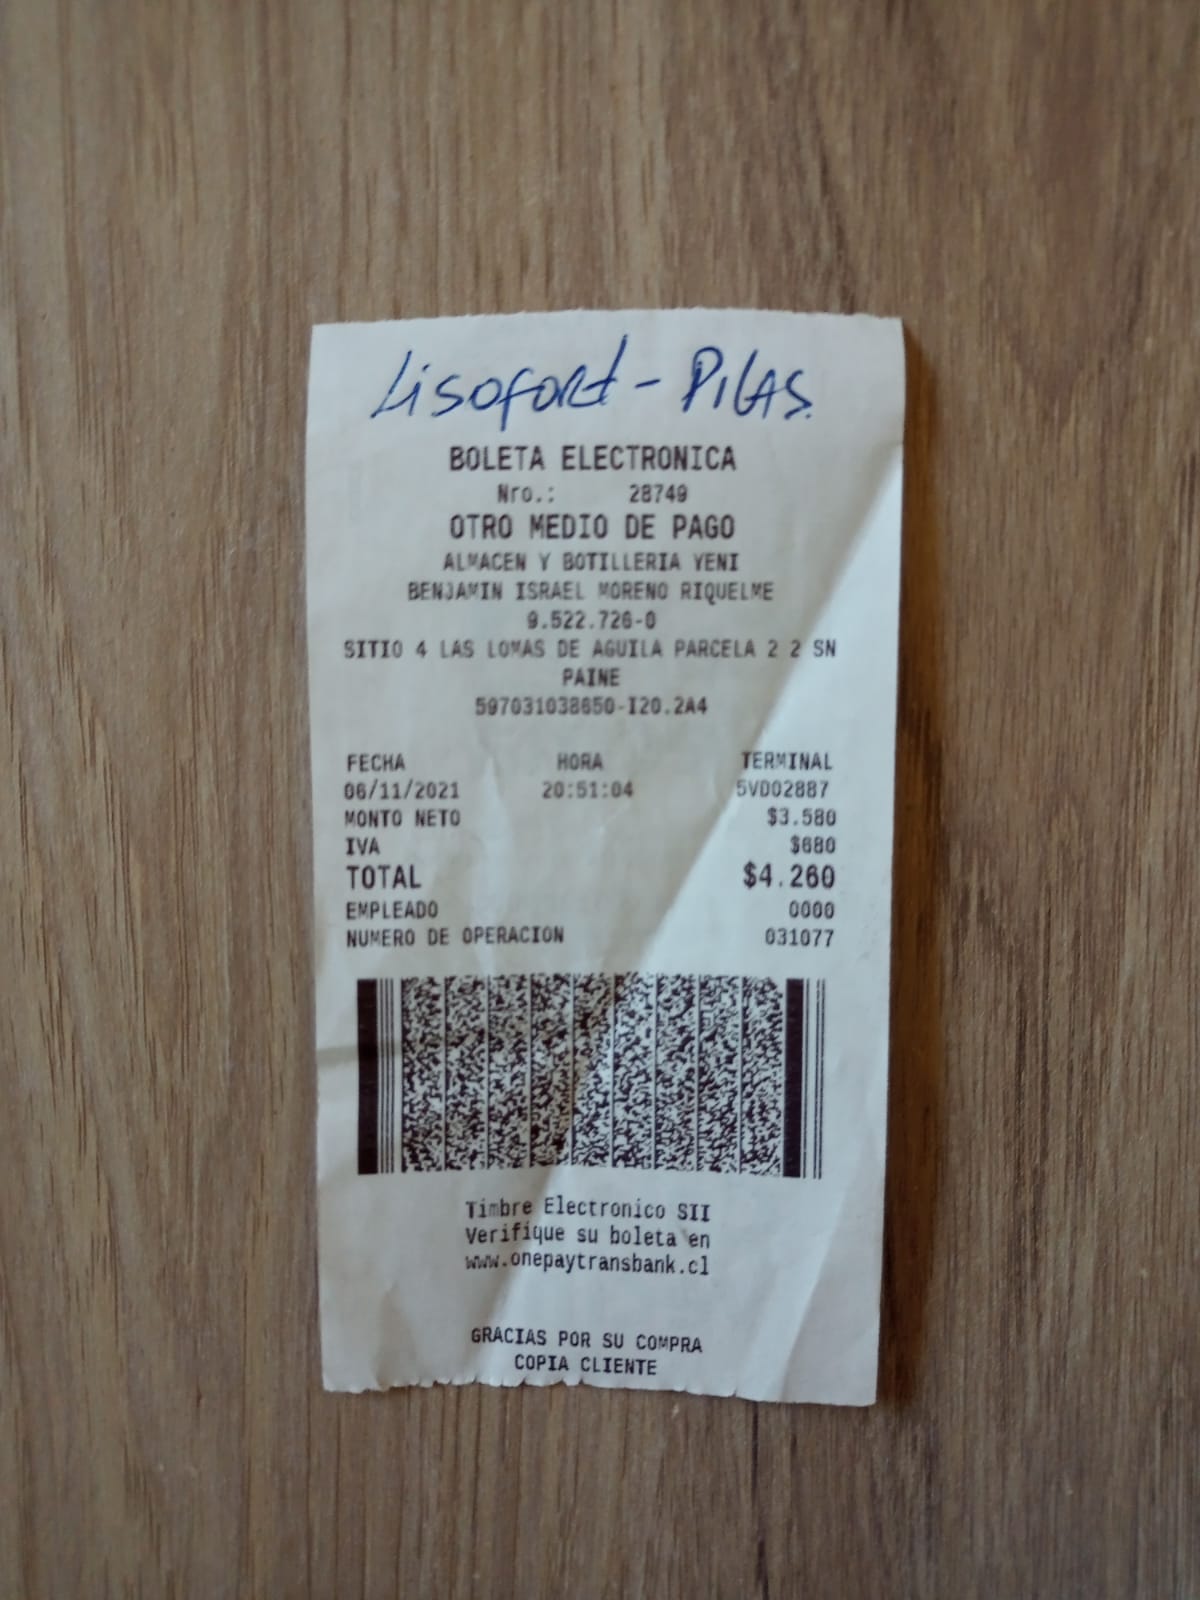 Lisofort - Pilas.
BOLETA ELECTRONICA
Nro.: 28749
OTRO MEDIO DE PAGO
ALMACEN Y BOTILLERIA YENI
BENJAMIN ISRAEL MORENO RIQUELME
9.522.726-0
SITIO 4 LAS LOMAS DE AGUILA PARCELA 2 2 SN
PAINE
597031038650-I20.2A4
FECHA HORA TERMINAL
06/11/2021 20:51:04 5VD02887
MONTO NETO $3.580
IVA $680
TOTAL $4.260
EMPLEADO 0000
NUMERO DE OPERACION 031077
Timbre Electronico SII
Verifique su boleta en
www.onepaytransbank.cl
GRACIAS POR SU COMPRA
COPIA CLIENTE